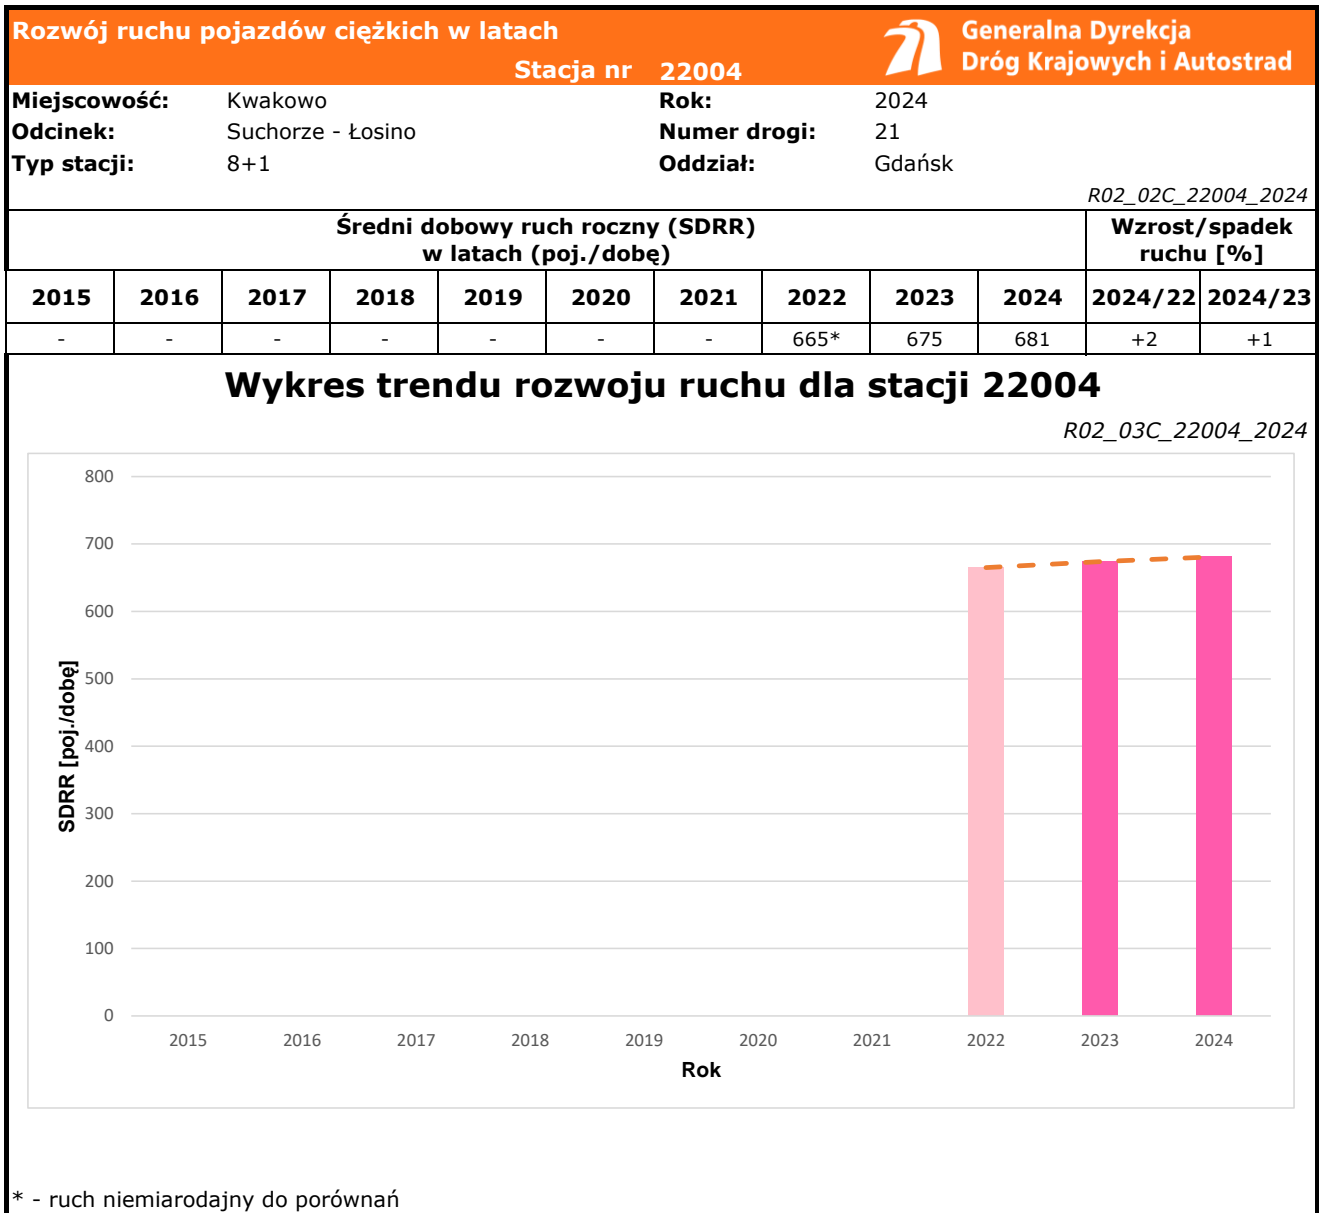 Rozwój ruchu pojazdów ciężkich w latach
Generalna Dyrekcja
Dróg Krajowych i Autostrad
Stacja nr 22004
Miejscowość: Kwakowo Rok: 2024
Odcinek: Suchorze - Łosino Numer drogi: 21
Typ stacji: 8+1 Oddział: Gdańsk
R02_02C_22004_2024
Średni dobowy ruch roczny (SDRR)
w latach (poj./dobę)
Wzrost/spadek
ruchu [%]
2015 2016 2017 2018 2019 2020 2021 2022 2023 2024 2024/22 2024/23
- - - - - - - 665* 675 681 +2 +1
Wykres trendu rozwoju ruchu dla stacji 22004
R02_03C_22004_2024
800
700
600
500
400
300
200
100
0
SDRR [poj./dobę]
2015 2016 2017 2018 2019 2020 2021 2022 2023 2024
Rok
* - ruch niemiarodajny do porównań